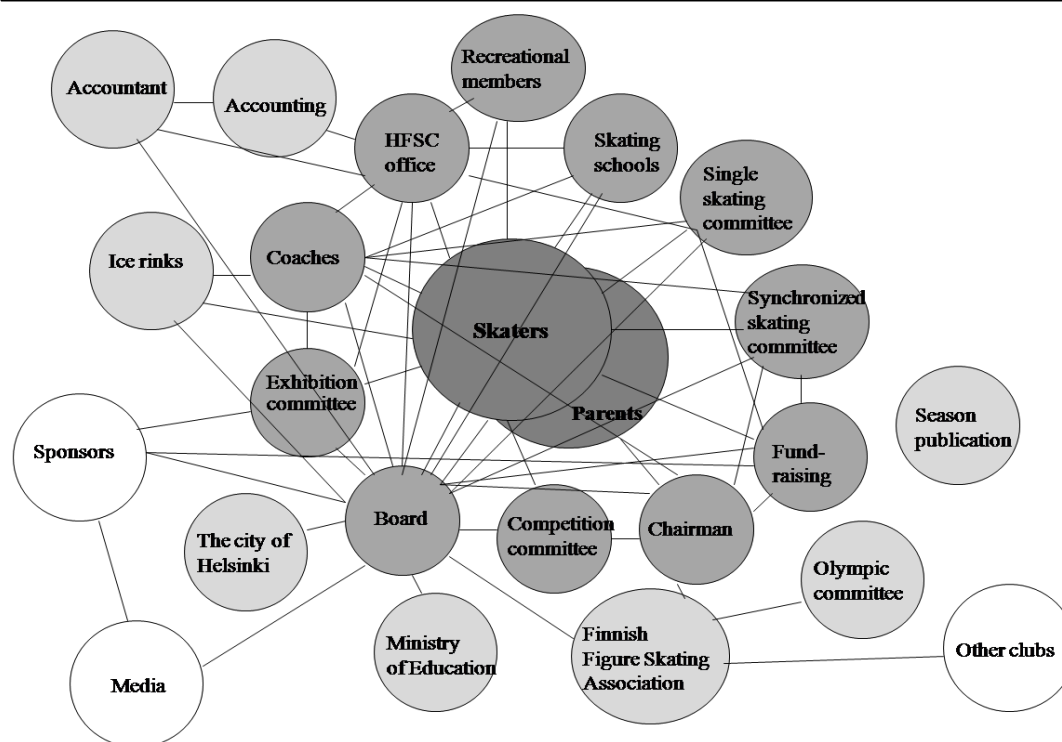 Recreational
members
Accountant
Accounting
HFSC
office
Skating
schools
Single
skating
committee
Ice rinks
Coaches
Synchronized
skating
committee
Skaters
Exhibition
committee
Parents
Season
publication
Sponsors
Fund-
raising
Board
Competition
committee
Chairman
The city of
Helsinki
Olympic
committee
Ministry
of Education
Finnish
Figure Skating
Association
Other clubs
Media